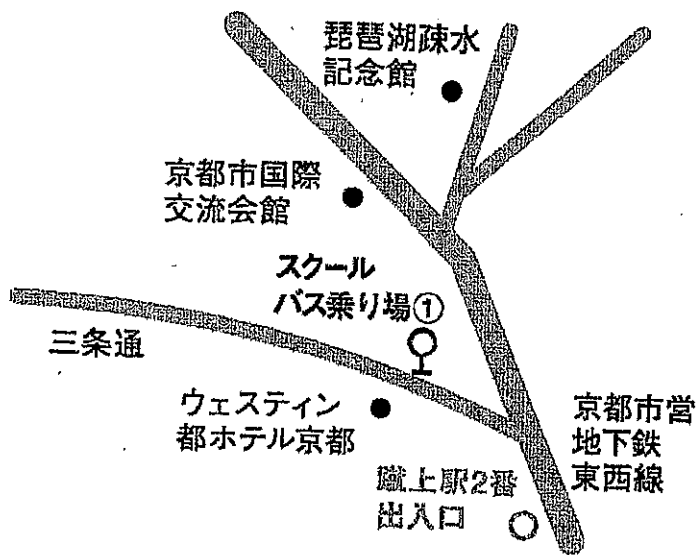 琵琶湖疎水
記念館
京都市国際
交流会館
スクール
バス乗り場①
三条通
ウェスティン
都ホテル京都
京都市営
地下鉄
東西線
蹴上駅2番
出入口